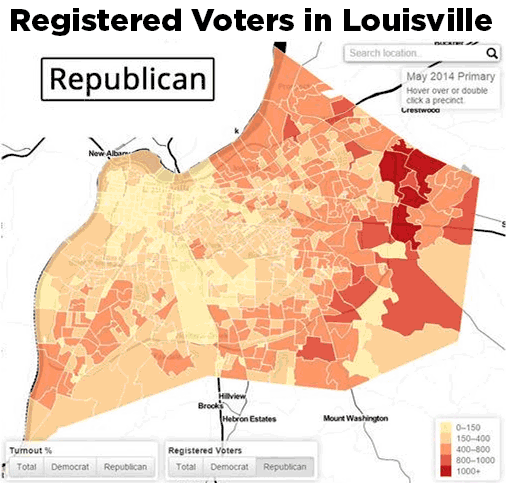 Registered Voters in Louisville
Republican
Search location...
May 2014 Primary
Hover over or double
click a precinct.
Crestwood
k
New Albany
Hillview
Brooks
Hebron Estates
Mount Washington
Turnout %
Total Democrat Republican
Registered Voters
Total Democrat Republican
0–150
150–400
400–800
800–1000
1000+